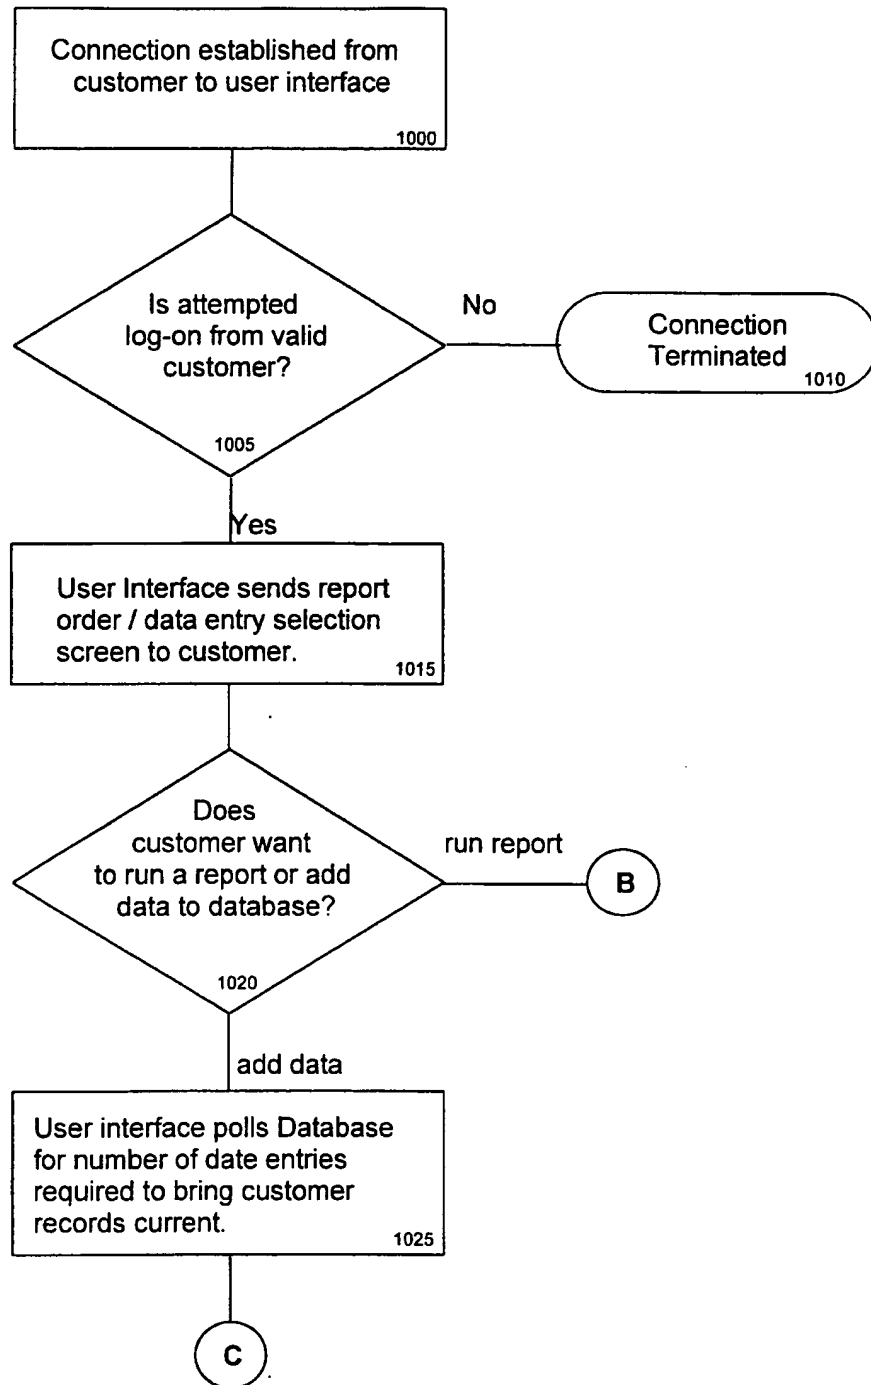 Connection established from
customer to user interface
1000
Is attempted
log-on from valid
customer?
1005
No
Connection
Terminated
1010
Yes
User Interface sends report
order / data entry selection
screen to customer.
1015
Does
customer want
to run a report or add
data to database?
1020
run report
B
add data
User interface polls Database
for number of date entries
required to bring customer
records current.
1025
C